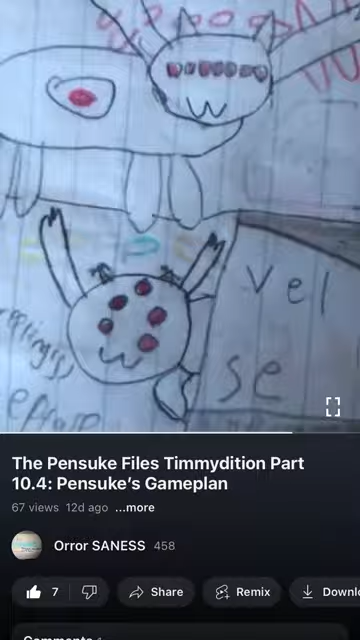 vel
se
The Pensuke Files Timmydition Part
10.4: Pensuke’s Gameplan
67 views 12d ago ...more
Orror SANESS 458
7 Share Remix